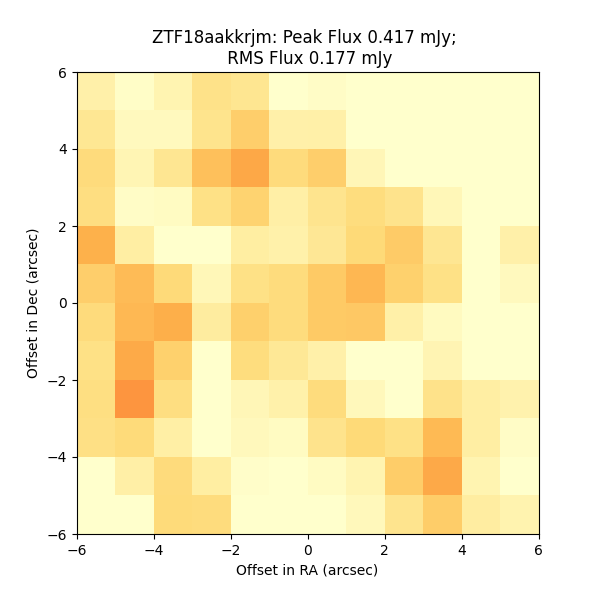 ZTF18aakkrjm: Peak Flux 0.417 mJy;
RMS Flux 0.177 mJy
6
4
2
0
−2
−4
−6
Offset in Dec (arcsec)
−6 −4 −2 0 2 4 6
Offset in RA (arcsec)